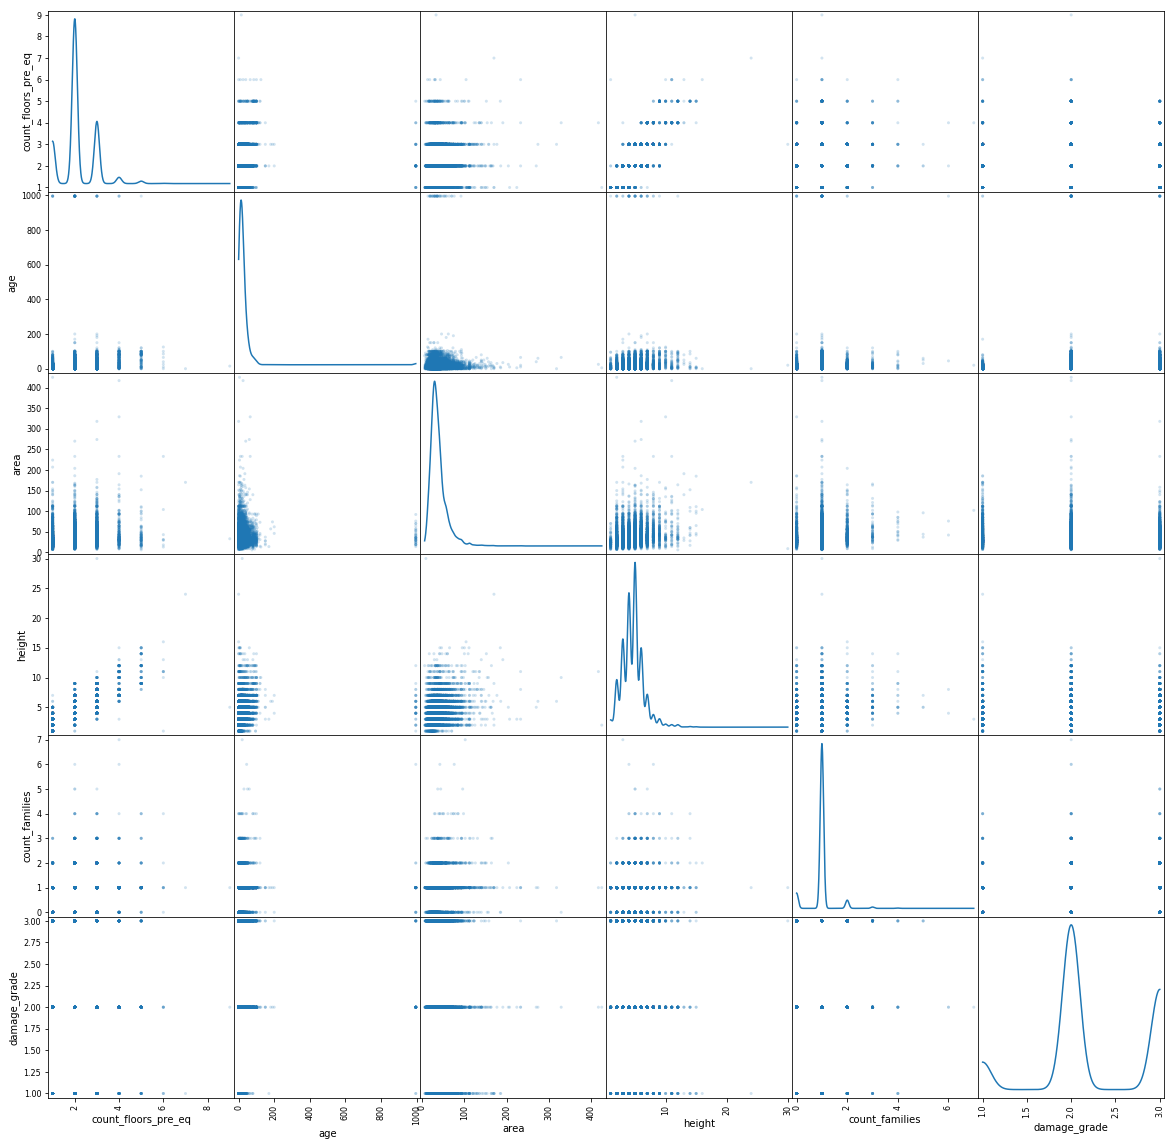 9
8
7
6
5
4
3
2
1
count_floors_pre_eq
1000
800
600
400
200
0
age
400
350
300
250
200
150
100
50
0
area
30
25
20
15
10
5
height
7
6
5
4
3
2
1
0
count_families
3.00
2.75
2.50
2.25
2.00
1.75
1.50
1.25
1.00
damage_grade
2 4 6 8
0 200 400 600 800 1000
0 100 200 300 400
10 20 30
0 2 4 6
1.0 1.5 2.0 2.5 3.0
count_floors_pre_eq
age
area
height
count_families
damage_grade